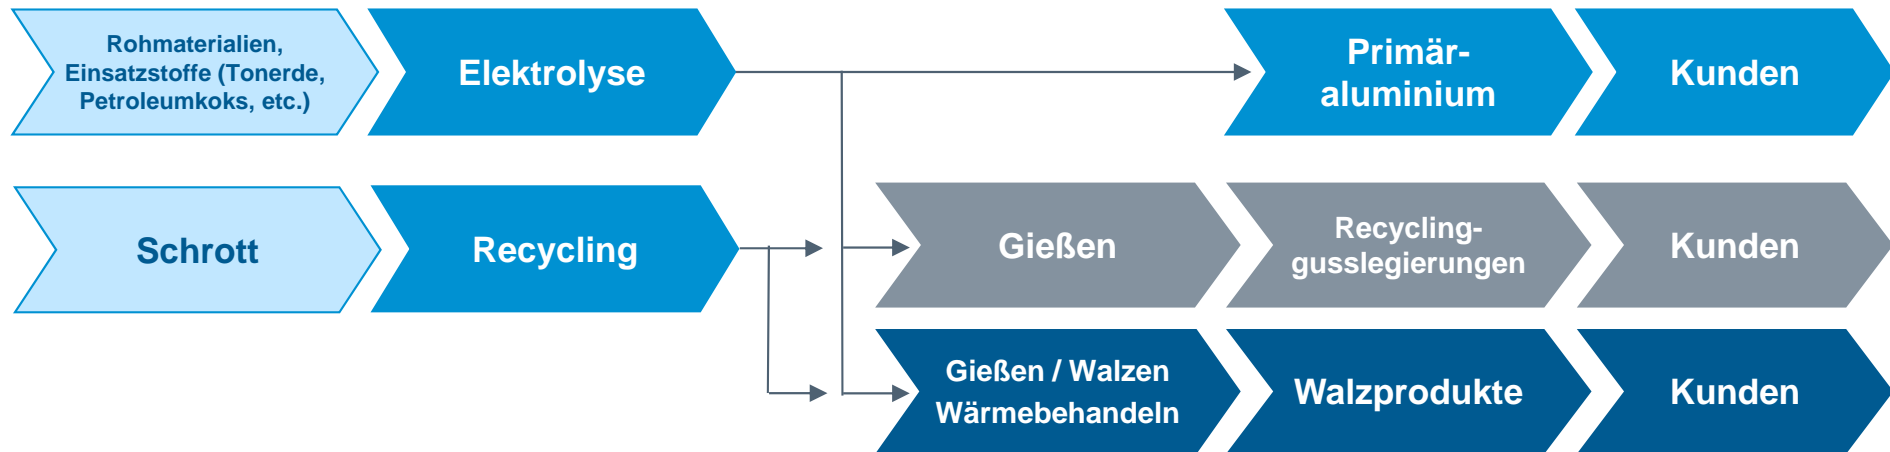 Rohmaterialien,
Einsatzstoffe (Tonerde,
Petroleumkoks, etc.)
Elektrolyse
Primär-
aluminium
Kunden
Schrott
Recycling
Gießen
Recycling-
gusslegierungen
Kunden
Gießen / Walzen
Wärmebehandeln
Walzprodukte
Kunden